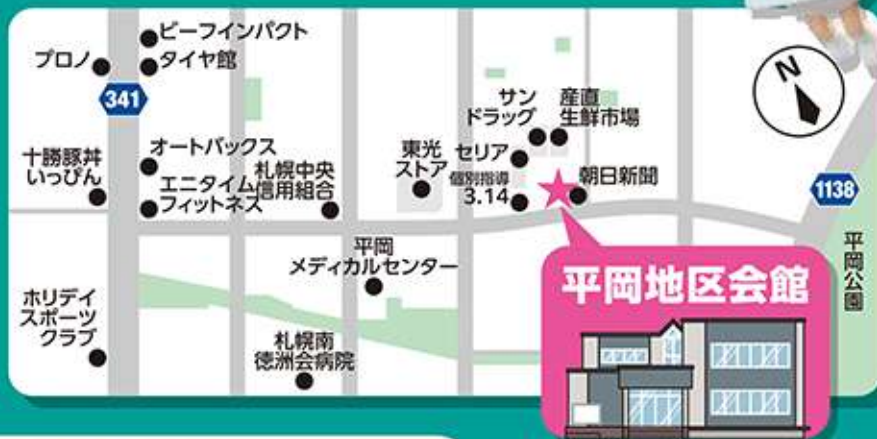 ビーフインパクト
プロノ
タイヤ館
341
N
サン
ドラッグ
産直
生鮮市場
オートバックス
十勝豚丼
いっぴん
札幌中央
信用組合
東光
ストア
セリア
エニタイム
フィットネス
個別指導
3.14
朝日新聞
1138
平岡公園
平岡
メディカルセンター
平岡地区会館
ホリデイ
スポーツ
クラブ
札幌南
徳洲会病院